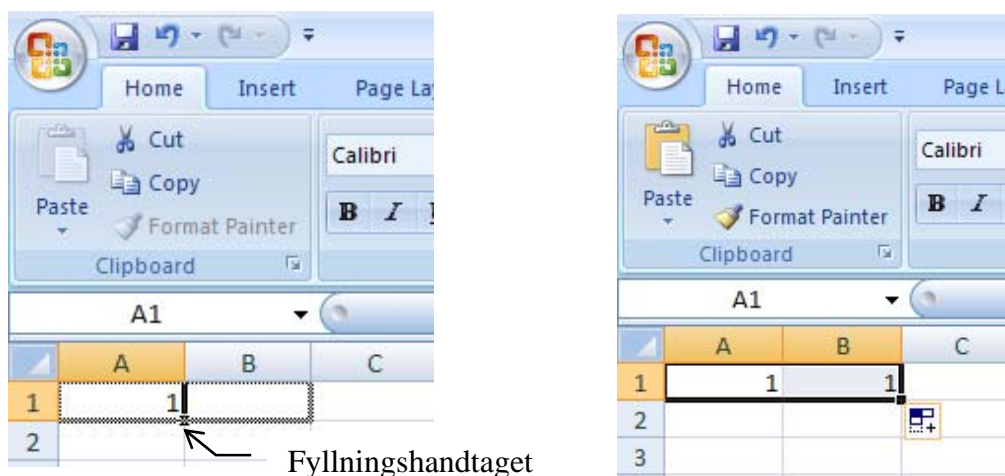 Home Insert Page La
Cut
Copy
Paste
Format Painter
Clipboard
Calibri
B I
A1
A B C
1 1
2
Fyllningshandtaget
Home Insert Page L
Cut
Copy
Paste
Format Painter
Clipboard
Calibri
B I
A1
A B C
1 1 1
2
3